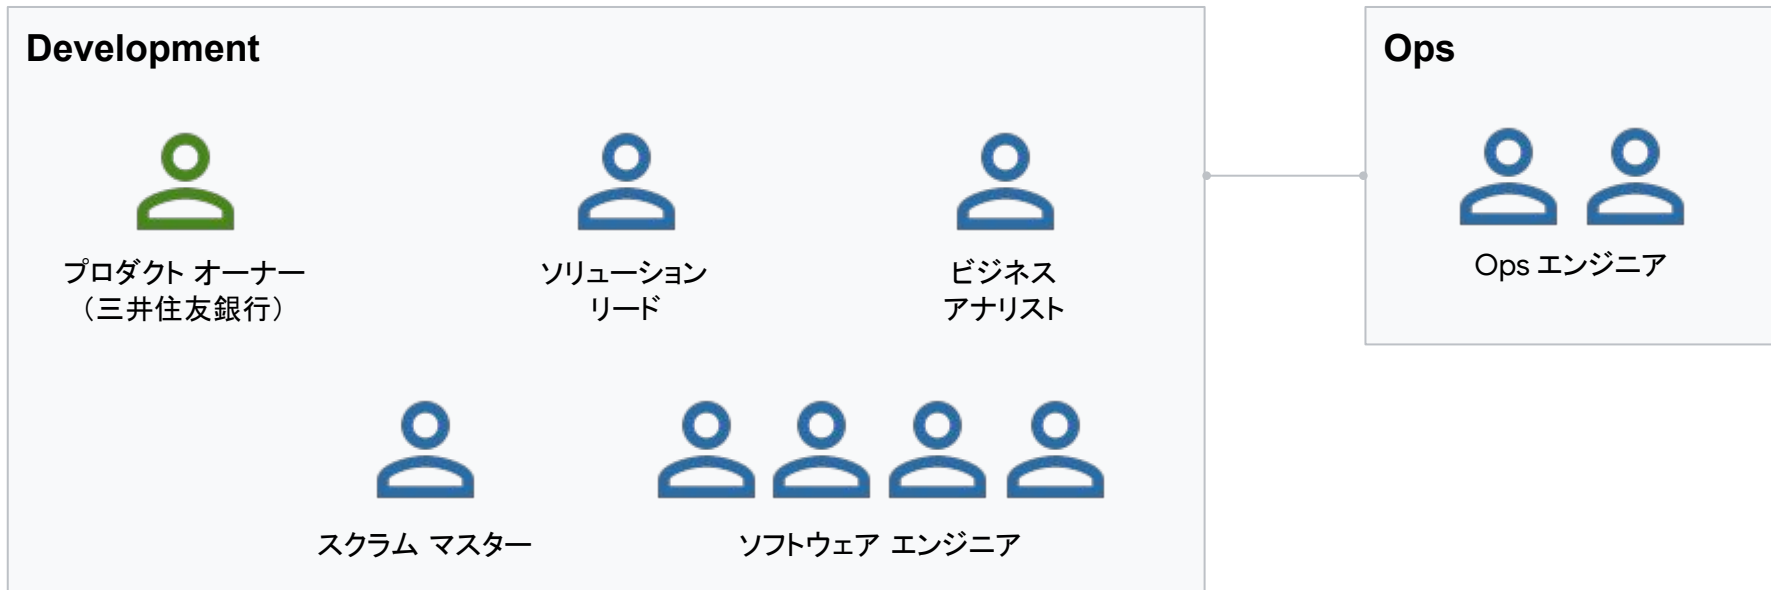 Development
Ops
プロダクト オーナー
（三井住友銀行）
ソリューション
リード
ビジネス
アナリスト
Ops エンジニア
スクラム マスター
ソフトウェア エンジニア